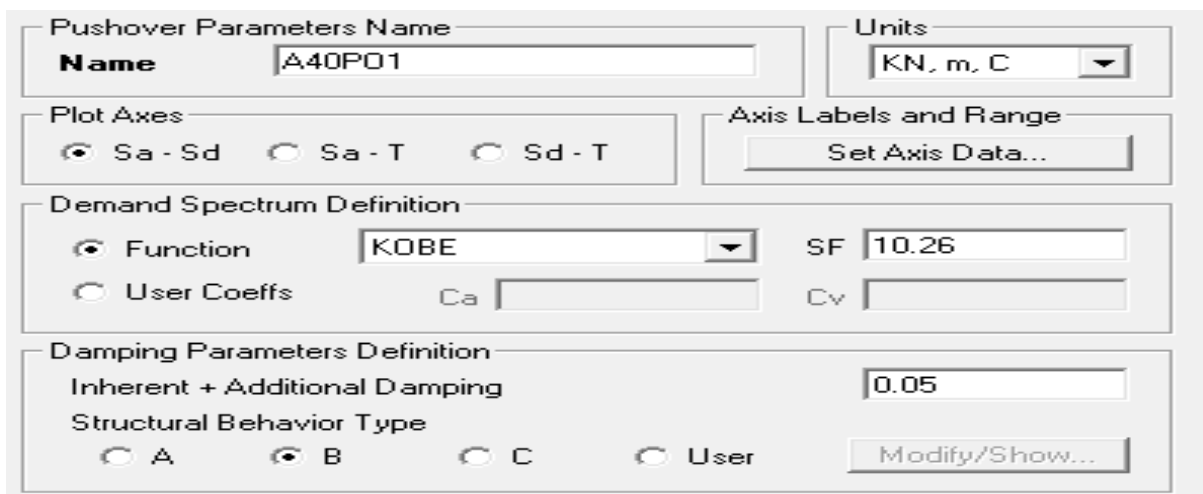 Pushover Parameters Name
Name A40PO1
Units
KN, m, C
Plot Axes
Sa - Sd Sa - T Sd - T
Axis Labels and Range
Set Axis Data...
Demand Spectrum Definition
Function KOBE SF 10.26
User Coeffs Ca Cv
Damping Parameters Definition
Inherent + Additional Damping 0.05
Structural Behavior Type
A B C User Modify/Show...